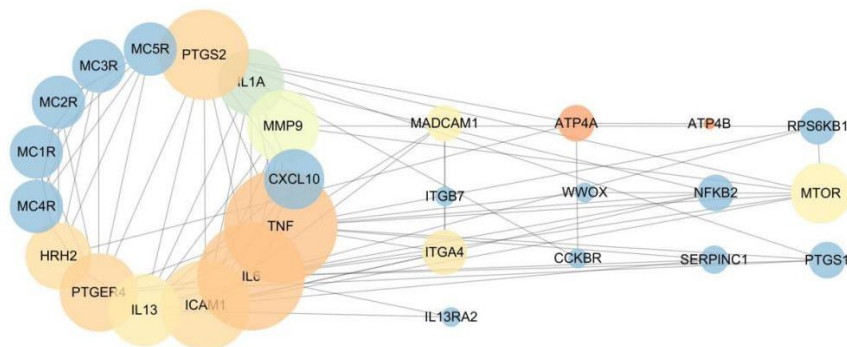 MC5R
PTGS2
MC3R
IL1A
MC2R
MMP9
MADCAM1
ATP4A
ATP4B
RPS6KB1
MC1R
CXCL10
ITGB7
WWOX
NFKB2
MTOR
MC4R
TNF
HRH2
ITGA4
CCKBR
SERPINC1
PTGS1
PTGER4
IL6
IL13
ICAM1
IL13RA2